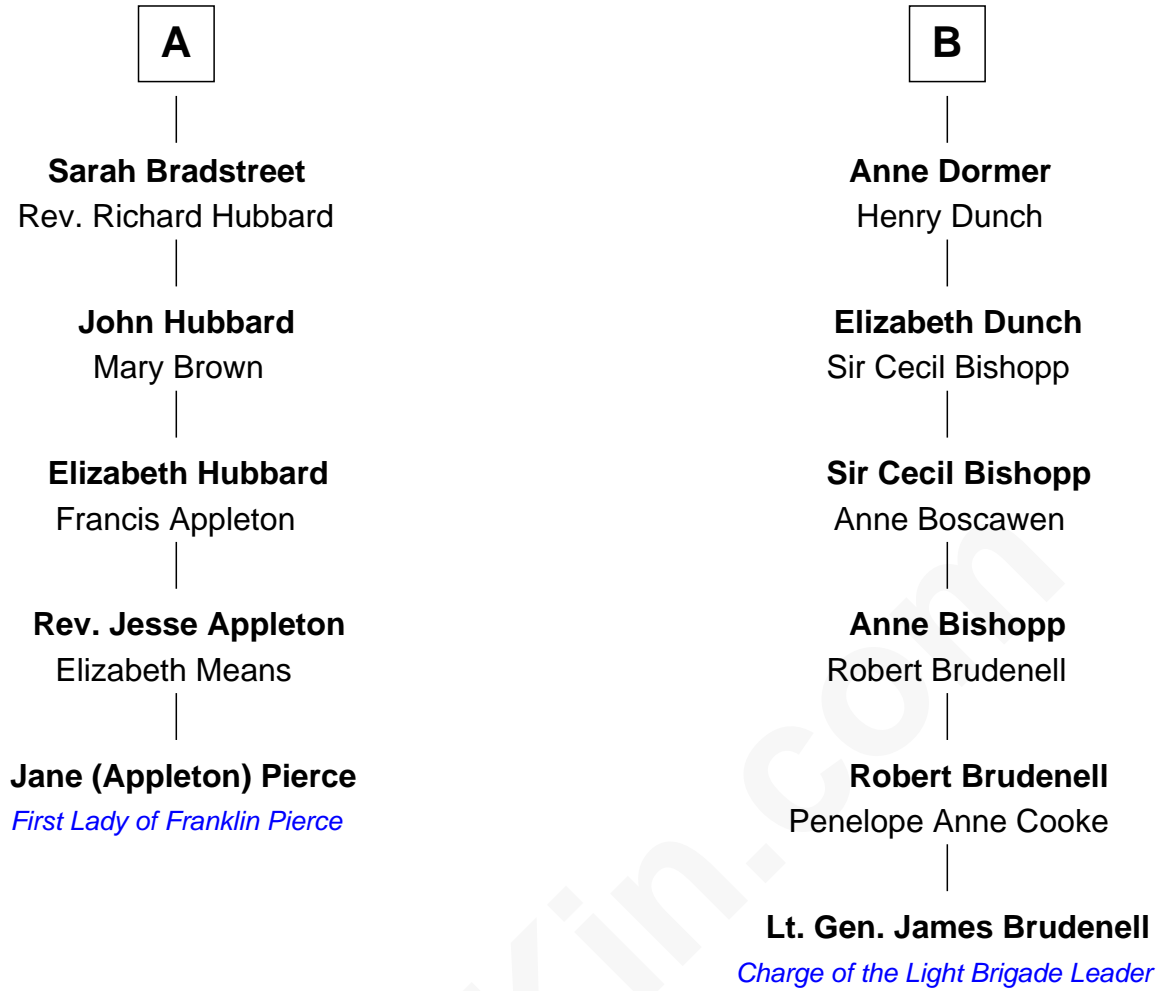 A
Sarah Bradstreet
Rev. Richard Hubbard
John Hubbard
Mary Brown
Elizabeth Hubbard
Francis Appleton
Rev. Jesse Appleton
Elizabeth Means
Jane (Appleton) Pierce
First Lady of Franklin Pierce
B
Anne Dormer
Henry Dunch
Elizabeth Dunch
Sir Cecil Bishopp
Sir Cecil Bishopp
Anne Boscawen
Anne Bishopp
Robert Brudenell
Robert Brudenell
Penelope Anne Cooke
Lt. Gen. James Brudenell
Charge of the Light Brigade Leader